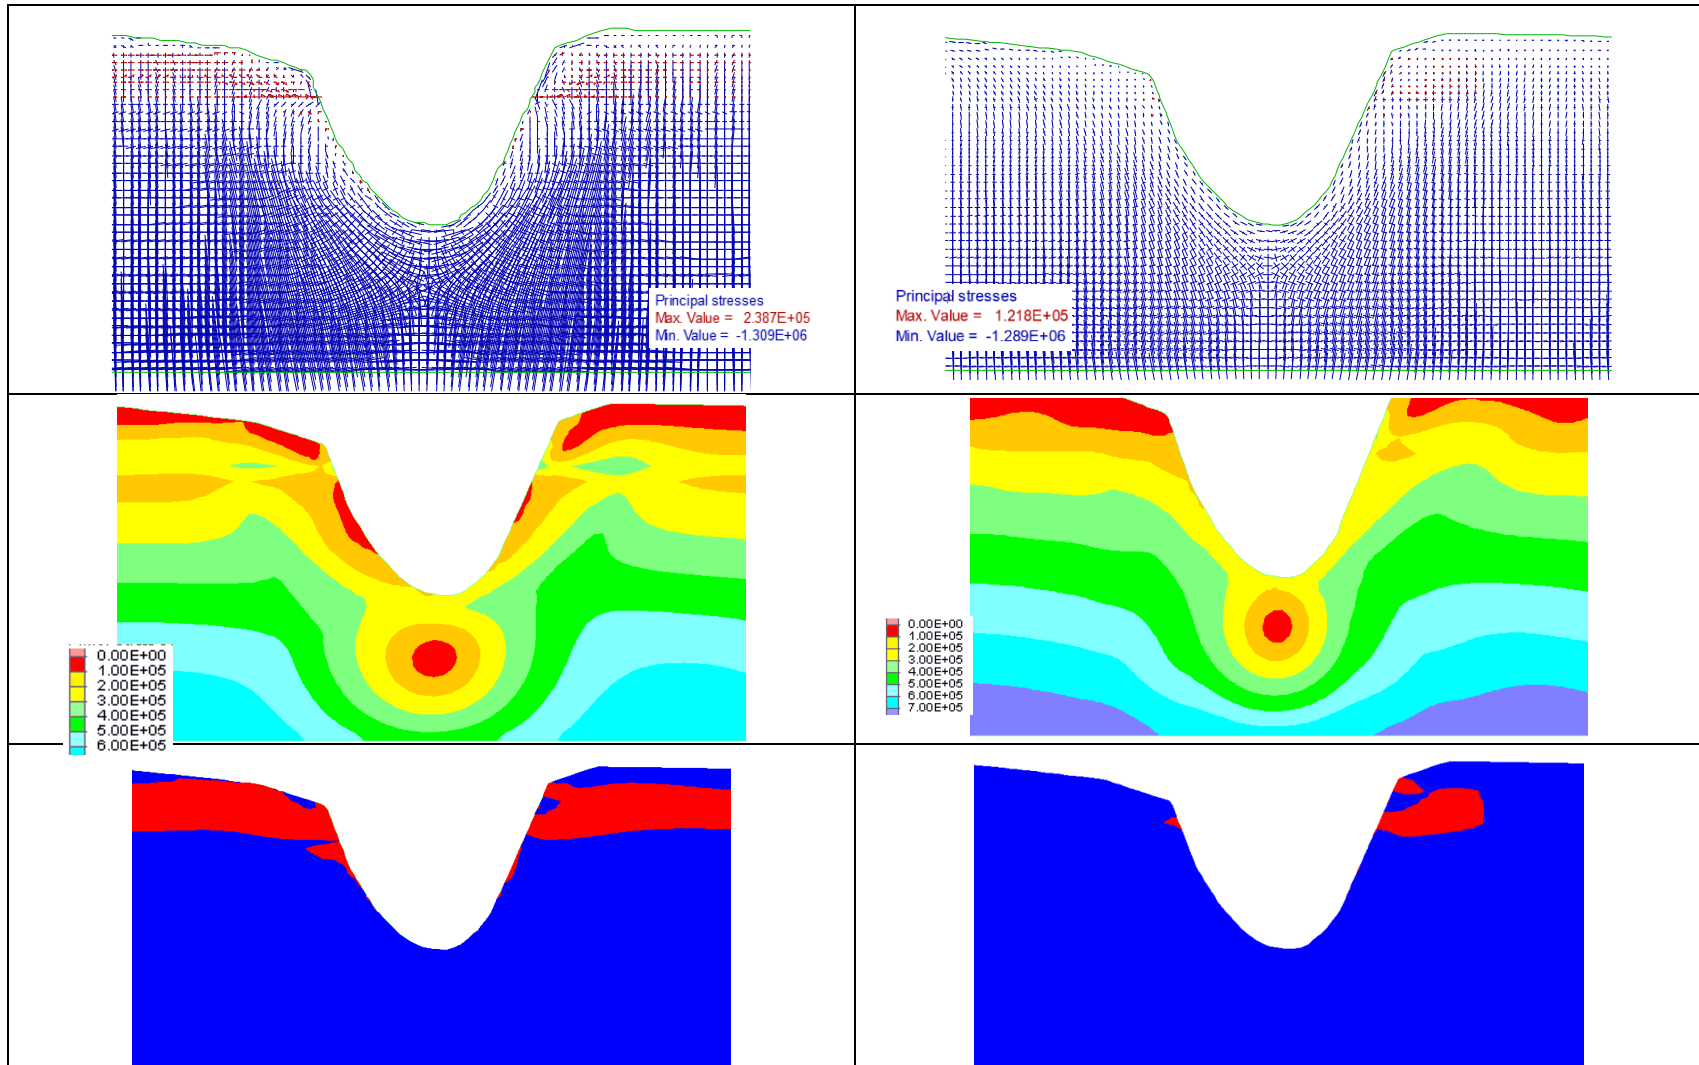 Principal stresses
Max. Value = 2.387E+05
Min. Value = -1.309E+06
Principal stresses
Max. Value = 1.218E+05
Min. Value = -1.289E+06
0.00E+00
1.00E+05
2.00E+05
3.00E+05
4.00E+05
5.00E+05
6.00E+05
0.00E+00
1.00E+05
2.00E+05
3.00E+05
4.00E+05
5.00E+05
6.00E+05
7.00E+05